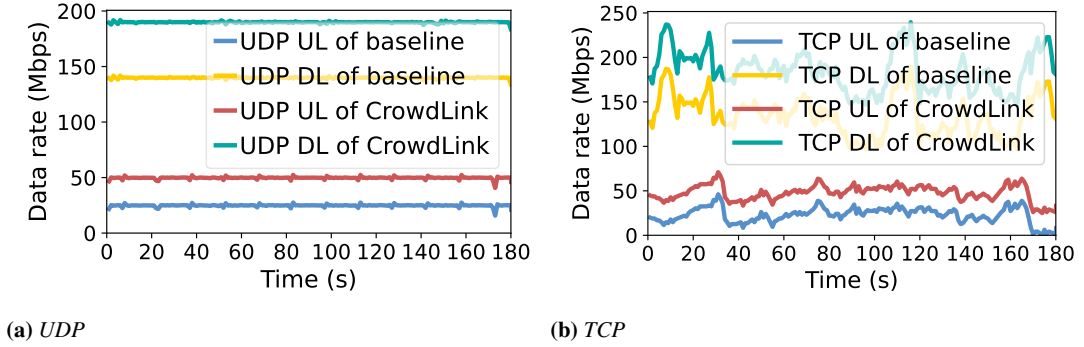 200
150
100
50
0
Data rate (Mbps)
UDP UL of baseline
UDP DL of baseline
UDP UL of CrowdLink
UDP DL of CrowdLink
0 20 40 60 80 100 120 140 160 180
Time (s)
(a) UDP
250
200
150
100
50
0
Data rate (Mbps)
TCP UL of baseline
TCP DL of baseline
TCP UL of CrowdLink
TCP DL of CrowdLink
0 20 40 60 80 100 120 140 160 180
Time (s)
(b) TCP